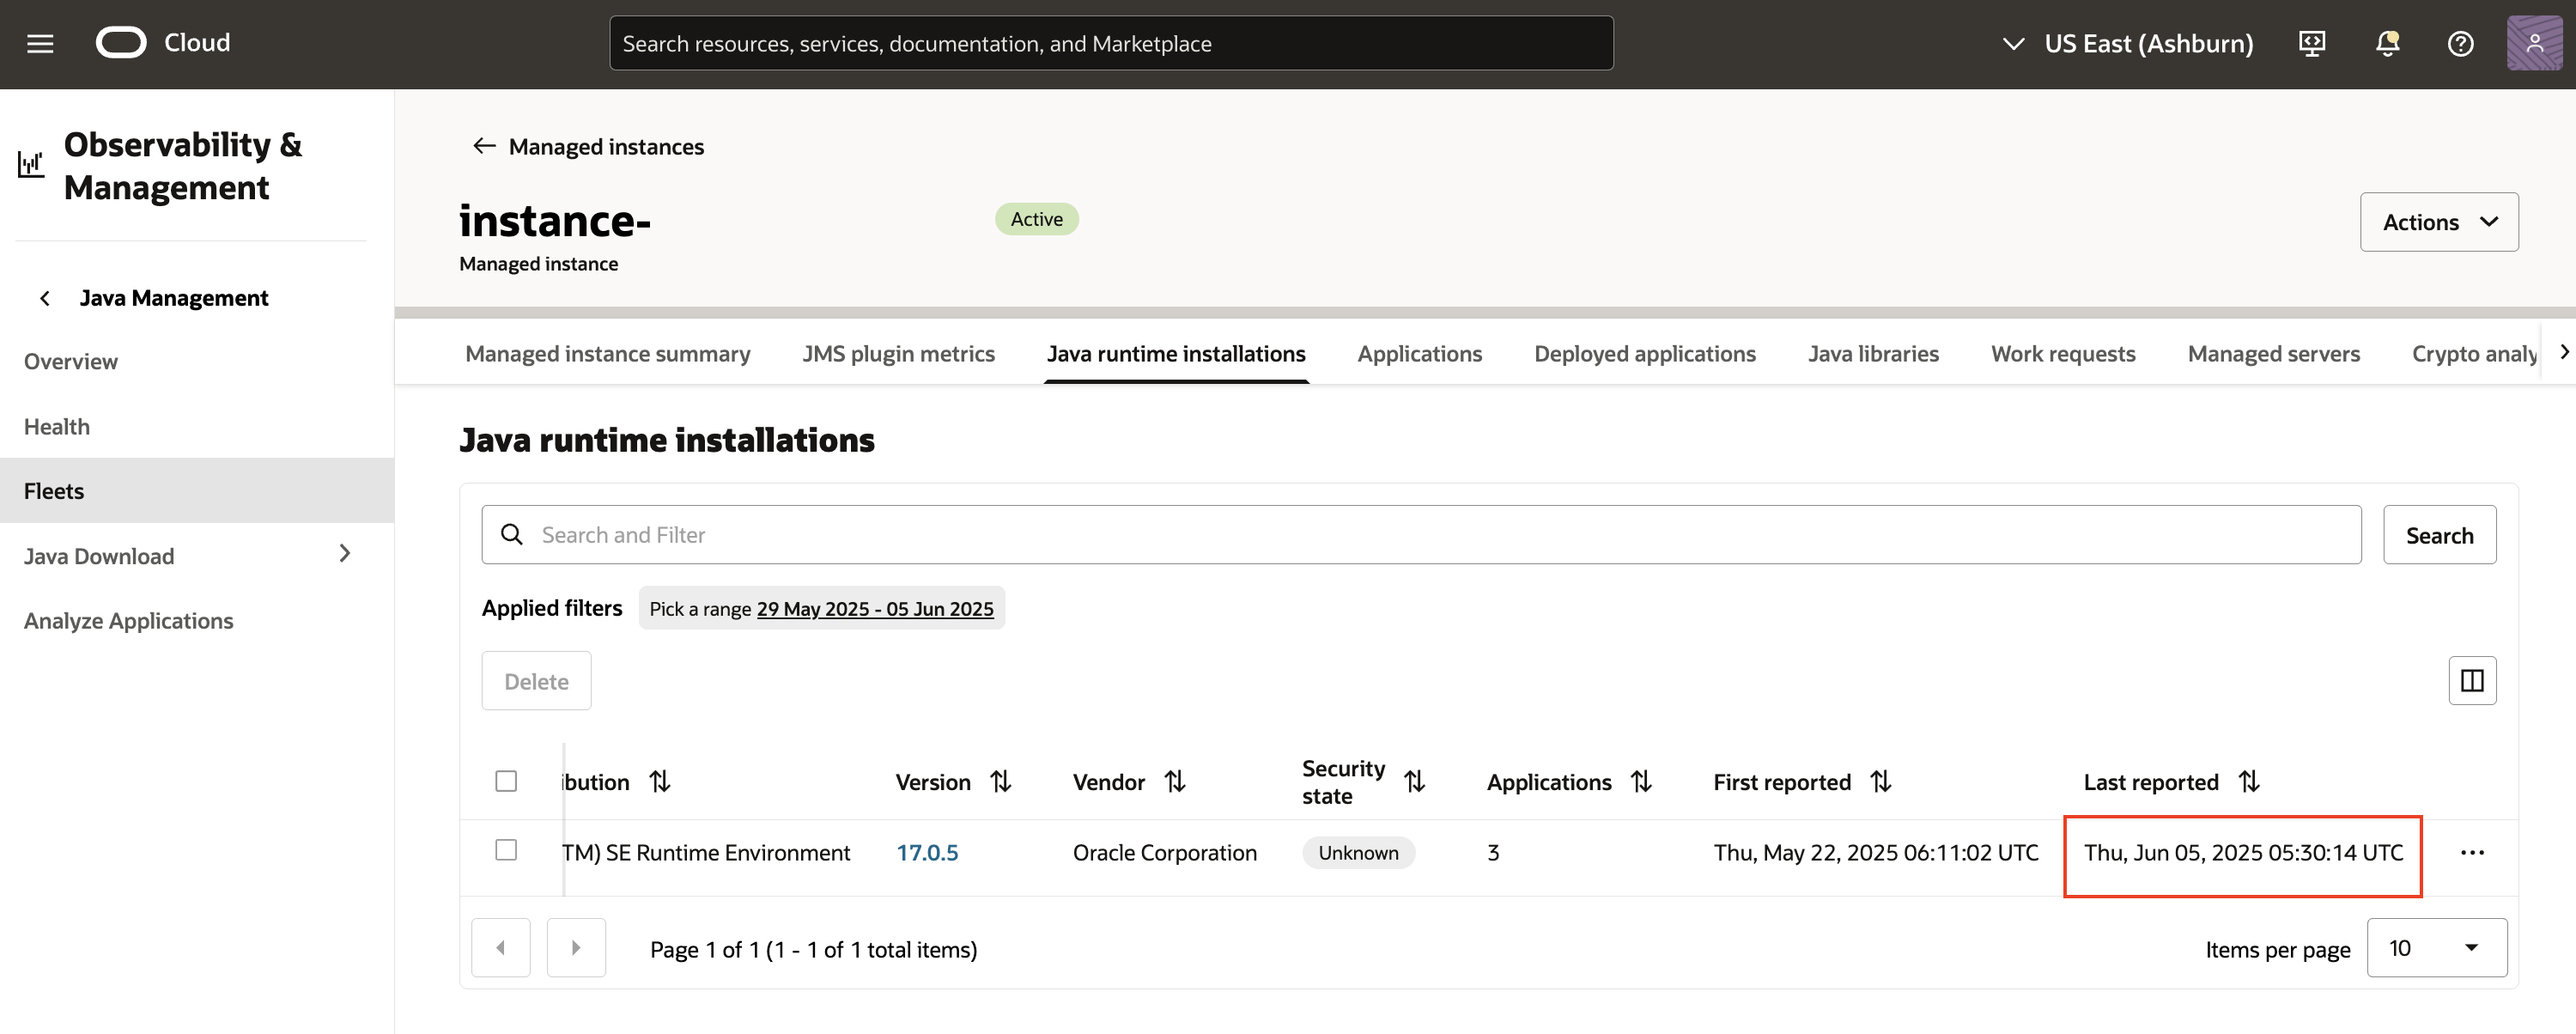 Cloud
Search resources, services, documentation, and Marketplace
US East (Ashburn)
Observability &
Management
Java Management
Overview
Health
Fleets
Java Download
Analyze Applications
Managed instances
instance-
Active
Managed instance
Actions
Managed instance summary
JMS plugin metrics
Java runtime installations
Applications
Deployed applications
Java libraries
Work requests
Managed servers
Crypto analy
Java runtime installations
Search and Filter
Search
Applied filters
Pick a range 29 May 2025 - 05 Jun 2025
Delete
ibution
Version
Vendor
Security
state
Applications
First reported
Last reported
TM) SE Runtime Environment
17.0.5
Oracle Corporation
Unknown
3
Thu, May 22, 2025 06:11:02 UTC
Thu, Jun 05, 2025 05:30:14 UTC
Page 1 of 1 (1 - 1 of 1 total items)
Items per page
10